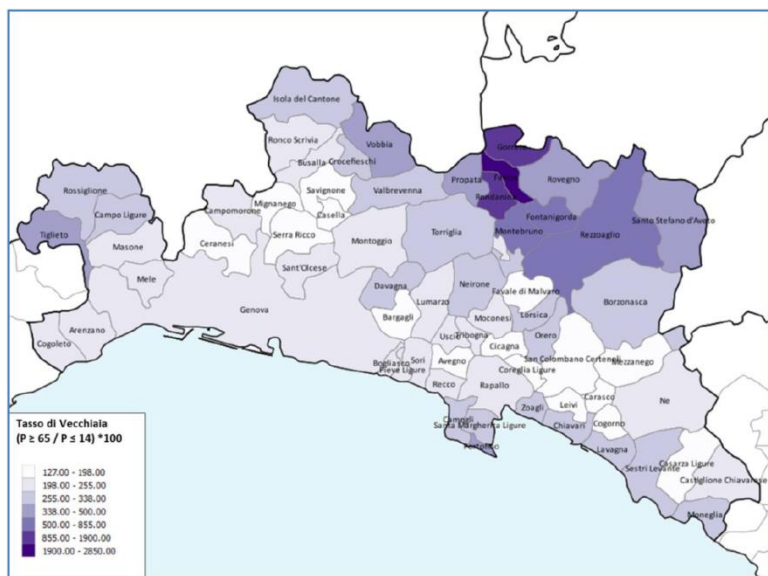 Isola del Cantone
Ronco Scrivia
Vobbia
Busalla
Crocefieschi
Gorreto
Fascia
Rovegno
Propata
Rondanina
Rossiglione
Savignone
Valbrevenna
Campo Ligure
Campomorone
Mignanego
Casella
Fontanigorda
Santo Stefano d'Aveto
Tiglieto
Serra Riccò
Montoggio
Torriglia
Montebruno
Rezzoaglio
Masone
Ceranesi
Sant'Olcese
Mele
Davagna
Neirone
Favale di Malvaro
Borzonasca
Genova
Lumarzo
Bargagli
Moconesi
Lorsica
Arenzano
Uscio
Tribogna
Orero
Cogoleto
Cicagna
Bogliasco
Pieve Ligure
Sori
Avegno
San Colombano Certenoli
Mezzanego
Coreglia Ligure
Recco
Rapallo
Carasco
Ne
Leivi
Zoagli
Camogli
Santa Margherita Ligure
Chiavari
Cogorno
Portofino
Lavagna
Casarza Ligure
Sestri Levante
Castiglione Chiavarese
Moneglia
Tasso di Vecchiaia
(P ≥ 65 / P ≤ 14) *100
127.00 - 198.00
198.00 - 255.00
255.00 - 338.00
338.00 - 500.00
500.00 - 855.00
855.00 - 1900.00
1900.00 - 2850.00